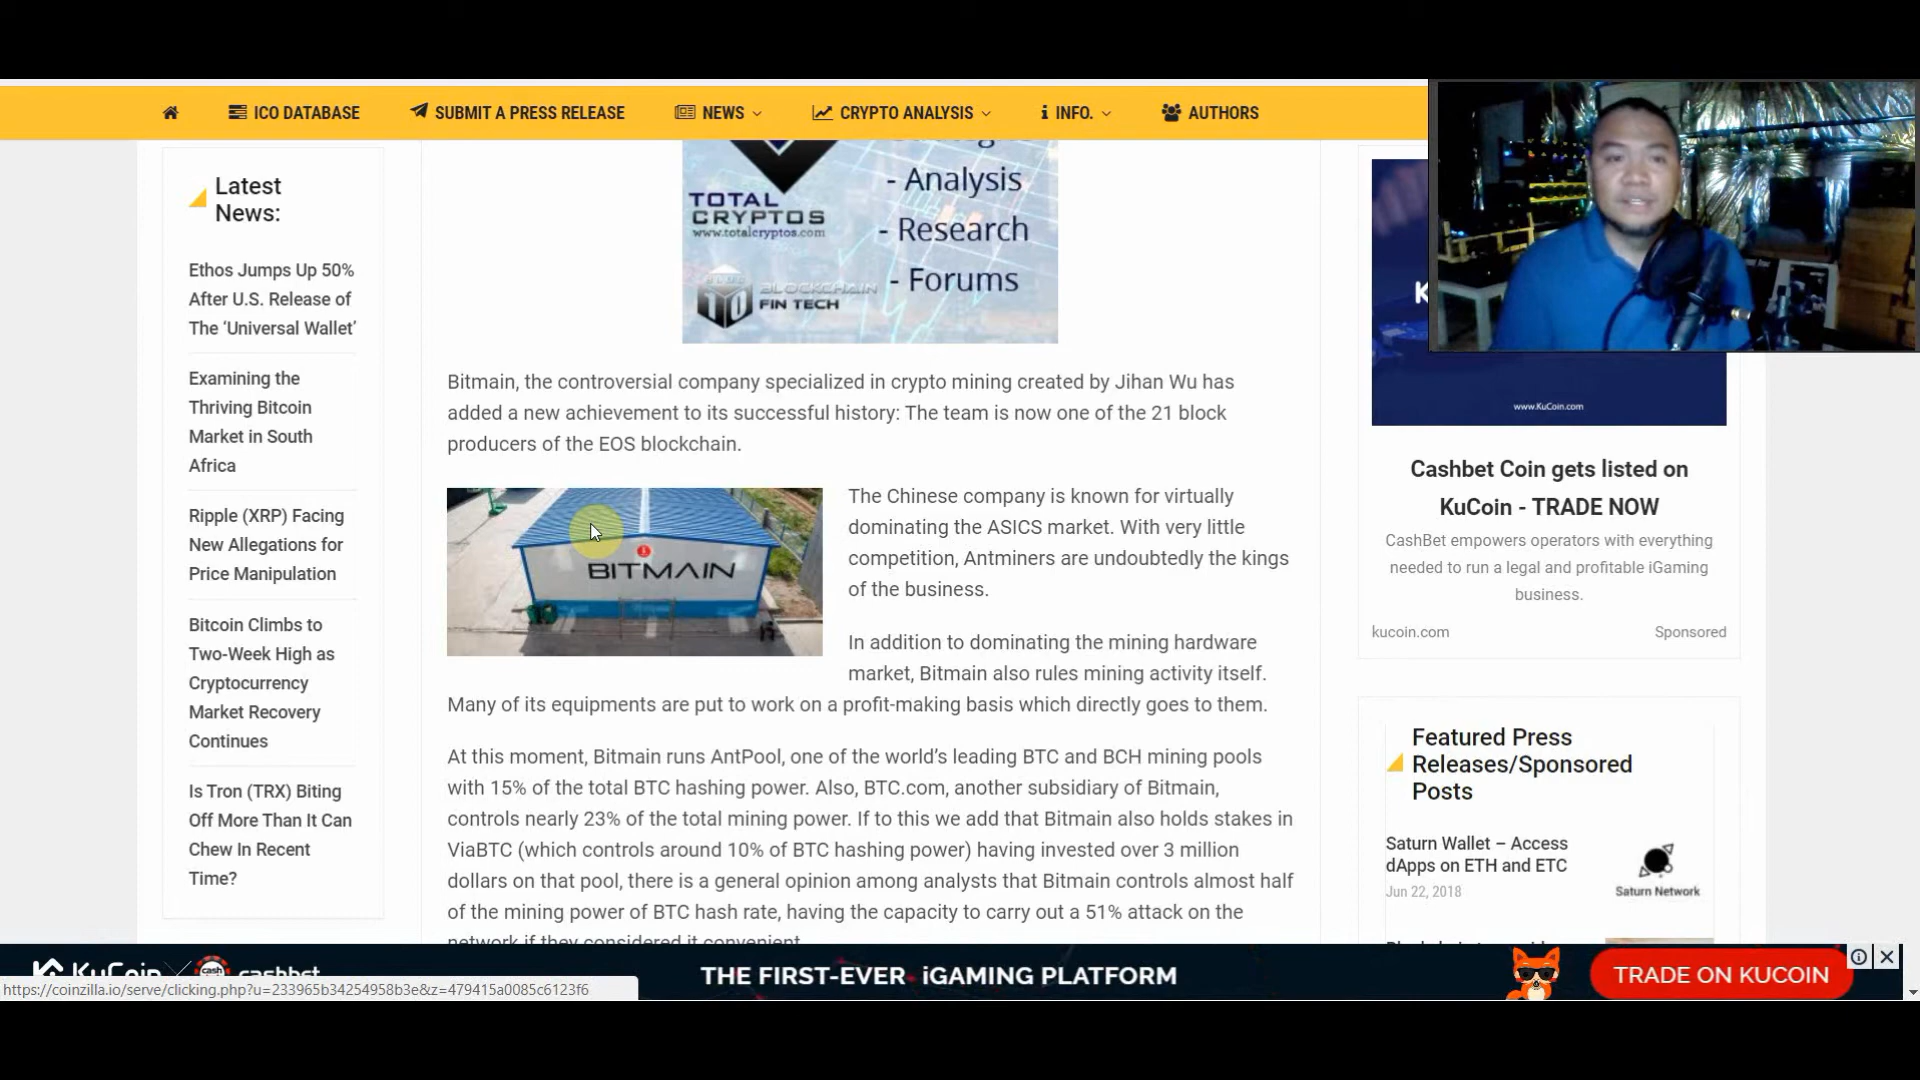 ICO DATABASE
SUBMIT A PRESS RELEASE
NEWS
CRYPTO ANALYSIS
INFO.
AUTHORS
Latest
News:
Ethos Jumps Up 50%
After U.S. Release of
The ‘Universal Wallet’
Examining the
Thriving Bitcoin
Market in South
Africa
Ripple (XRP) Facing
New Allegations for
Price Manipulation
Bitcoin Climbs to
Two-Week High as
Cryptocurrency
Market Recovery
Continues
Is Tron (TRX) Biting
Off More Than It Can
Chew In Recent
Time?
TOTAL
CRYPTOS
www.totalcryptos.com
BLOCKCHAIN
FIN TECH
- Analysis
- Research
- Forums
Bitmain, the controversial company specialized in crypto mining created by Jihan Wu has
added a new achievement to its successful history: The team is now one of the 21 block
producers of the EOS blockchain.
BITMAIN
The Chinese company is known for virtually
dominating the ASICS market. With very little
competition, Antminers are undoubtedly the kings
of the business.
In addition to dominating the mining hardware
market, Bitmain also rules mining activity itself.
Many of its equipments are put to work on a profit-making basis which directly goes to them.
At this moment, Bitmain runs AntPool, one of the world’s leading BTC and BCH mining pools
with 15% of the total BTC hashing power. Also, BTC.com, another subsidiary of Bitmain,
controls nearly 23% of the total mining power. If to this we add that Bitmain also holds stakes in
ViaBTC (which controls around 10% of BTC hashing power) having invested over 3 million
dollars on that pool, there is a general opinion among analysts that Bitmain controls almost half
of the mining power of BTC hash rate, having the capacity to carry out a 51% attack on the
network if they considered it convenient
K
www.KuCoin.com
Cashbet Coin gets listed on
KuCoin - TRADE NOW
CashBet empowers operators with everything
needed to run a legal and profitable iGaming
business.
kucoin.com
Sponsored
Featured Press
Releases/Sponsored
Posts
Saturn Wallet – Access
dApps on ETH and ETC
Jun 22, 2018
Saturn Network
KuCoin
cash
cashbet
THE FIRST-EVER iGAMING PLATFORM
TRADE ON KUCOIN
https://coinzilla.io/serve/clicking.php?u=233965b34254958b3e&z=479415a0085c6123f6